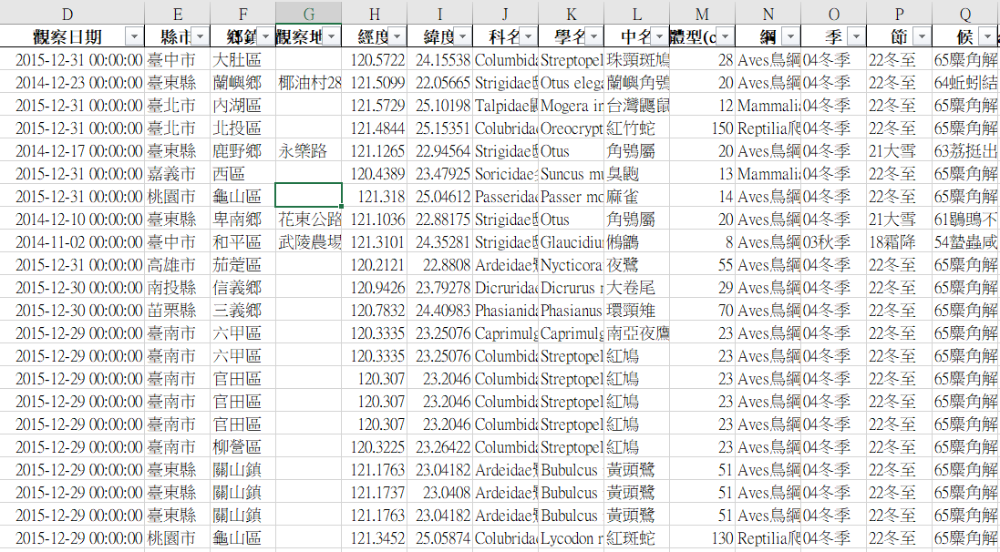 D E F G H I J K L M N O P Q
觀察日期 縣市 鄉鎮 觀察地 經度 緯度 科名 學名 中名 體型(c 綱 季 節 候
2015-12-31 00:00:00 臺中市 大肚區 120.5722 24.15538 Columbida Streptopel 珠頸斑鳩 28 Aves鳥綱 04冬季 22冬至 65麋角解
2014-12-23 00:00:00 臺東縣 蘭嶼鄉 椰油村28 121.5099 22.05665 Strigidae Otus elega 蘭嶼角鴞 20 Aves鳥綱 04冬季 22冬至 64蚯蚓結
2015-12-31 00:00:00 臺北市 內湖區 121.5729 25.10198 Talpidae Mogera in 台灣鼴鼠 12 Mammali 04冬季 22冬至 65麋角解
2015-12-31 00:00:00 臺北市 北投區 121.4844 25.15351 Colubrida Oreocrypt 紅竹蛇 150 Reptilia爬 04冬季 22冬至 65麋角解
2014-12-17 00:00:00 臺東縣 鹿野鄉 永樂路 121.1265 22.94564 Strigidae Otus 角鴞屬 20 Aves鳥綱 04冬季 21大雪 63荔挺出
2015-12-31 00:00:00 嘉義市 西區 120.4389 23.47925 Soricidae Suncus mu 臭鼩 13 Mammali 04冬季 22冬至 65麋角解
2015-12-31 00:00:00 桃園市 龜山區 121.318 25.04612 Passeridae Passer mo 麻雀 14 Aves鳥綱 04冬季 22冬至 65麋角解
2014-12-10 00:00:00 臺東縣 卑南鄉 花東公路 121.1036 22.88175 Strigidae Otus 角鴞屬 20 Aves鳥綱 04冬季 21大雪 61鶡鴠不
2014-11-02 00:00:00 臺中市 和平區 武陵農場 121.3101 24.35281 Strigidae Glaucidiu 鵂鶹 8 Aves鳥綱 03秋季 18霜降 54蟄蟲咸
2015-12-31 00:00:00 高雄市 茄萣區 120.2121 22.8808 Ardeidae Nycticora 夜鷺 55 Aves鳥綱 04冬季 22冬至 65麋角解
2015-12-30 00:00:00 南投縣 信義鄉 120.9426 23.79278 Dicruridae Dicrurus 大卷尾 29 Aves鳥綱 04冬季 22冬至 65麋角解
2015-12-30 00:00:00 苗栗縣 三義鄉 120.7832 24.40983 Phasianida Phasianus 環頸雉 70 Aves鳥綱 04冬季 22冬至 65麋角解
2015-12-29 00:00:00 臺南市 六甲區 120.3335 23.25076 Caprimulg Caprimulg 南亞夜鷹 23 Aves鳥綱 04冬季 22冬至 65麋角解
2015-12-29 00:00:00 臺南市 六甲區 120.3335 23.25076 Columbida Streptopel 紅鳩 23 Aves鳥綱 04冬季 22冬至 65麋角解
2015-12-29 00:00:00 臺南市 官田區 120.307 23.2046 Columbida Streptopel 紅鳩 23 Aves鳥綱 04冬季 22冬至 65麋角解
2015-12-29 00:00:00 臺南市 官田區 120.307 23.2046 Columbida Streptopel 紅鳩 23 Aves鳥綱 04冬季 22冬至 65麋角解
2015-12-29 00:00:00 臺南市 官田區 120.307 23.2046 Columbida Streptopel 紅鳩 23 Aves鳥綱 04冬季 22冬至 65麋角解
2015-12-29 00:00:00 臺南市 柳營區 120.3225 23.26422 Columbida Streptopel 紅鳩 23 Aves鳥綱 04冬季 22冬至 65麋角解
2015-12-29 00:00:00 臺東縣 關山鎮 121.1763 23.04182 Ardeidae Bubulcus 黃頭鷺 51 Aves鳥綱 04冬季 22冬至 65麋角解
2015-12-29 00:00:00 臺東縣 關山鎮 121.1737 23.0408 Ardeidae Bubulcus 黃頭鷺 51 Aves鳥綱 04冬季 22冬至 65麋角解
2015-12-29 00:00:00 臺東縣 關山鎮 121.1763 23.04182 Ardeidae Bubulcus 黃頭鷺 51 Aves鳥綱 04冬季 22冬至 65麋角解
2015-12-29 00:00:00 桃園市 龜山區 121.3452 25.05874 Colubrida Lycodon r 紅斑蛇 130 Reptilia爬 04冬季 22冬至 65麋角解